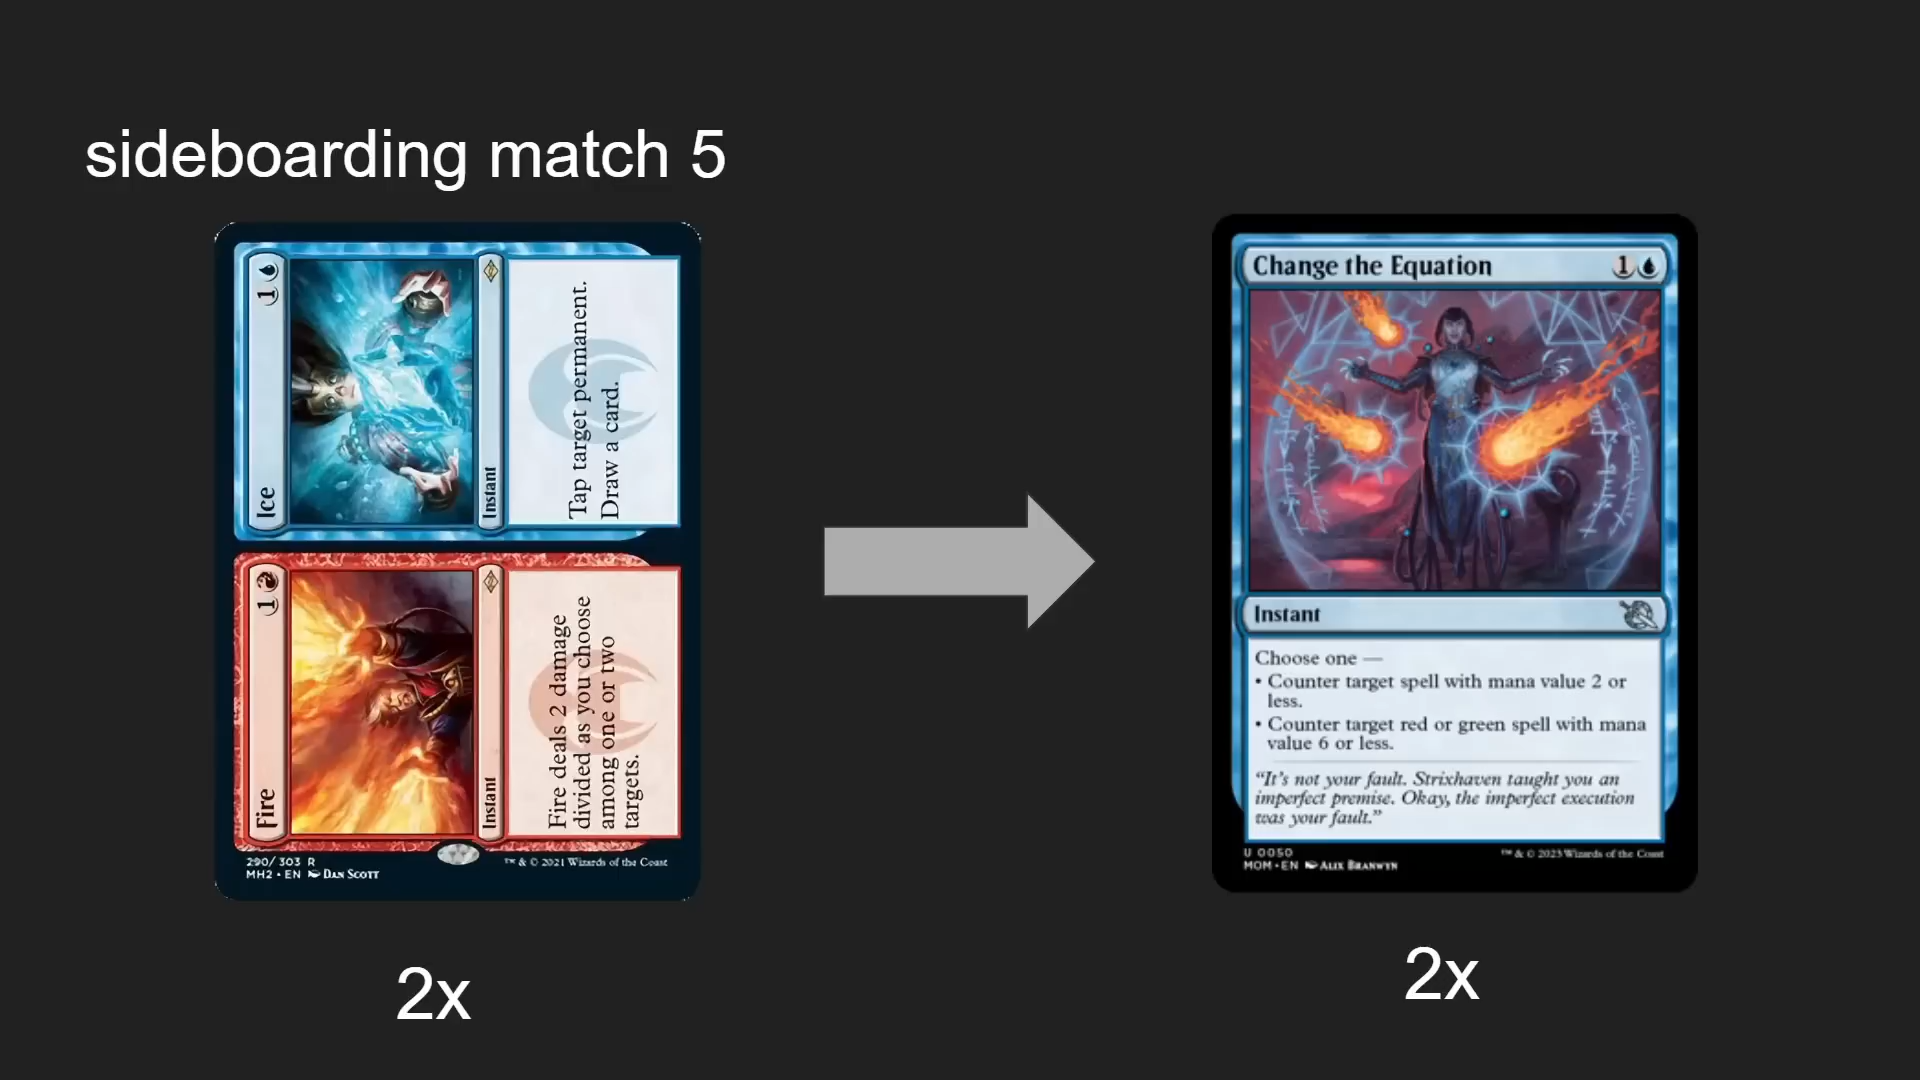 sideboarding match 5
Ice 1
Instant
Tap target permanent.
Draw a card.
Fire 1
Instant
Fire deals 2 damage
divided as you choose
among one or two
targets.
290/303 R
MH2 • EN Dan Scott
™ & © 2021 Wizards of the Coast
2x
Change the Equation 1
Instant
Choose one —
• Counter target spell with mana value 2 or
less.
• Counter target red or green spell with mana
value 6 or less.
“It’s not your fault. Strixhaven taught you an
imperfect premise. Okay, the imperfect execution
was your fault.”
U 0050
MOM • EN Alix Branwyn
™ & © 2023 Wizards of the Coast
2x